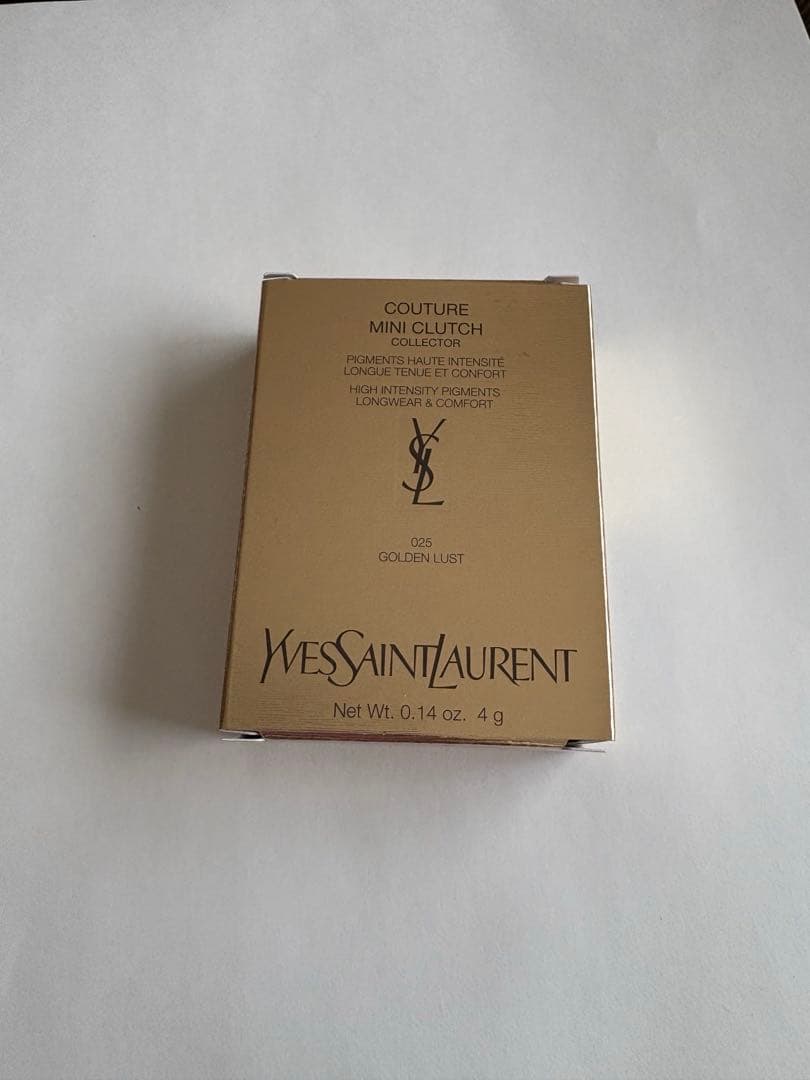 COUTURE
MINI CLUTCH
COLLECTOR
PIGMENTS HAUTE INTENSITÉ
LONGUE TENUE ET CONFORT
HIGH INTENSITY PIGMENTS
LONGWEAR & COMFORT
YSL
025
GOLDEN LUST
YVESSAINTLAURENT
Net Wt. 0.14 oz. 4 g